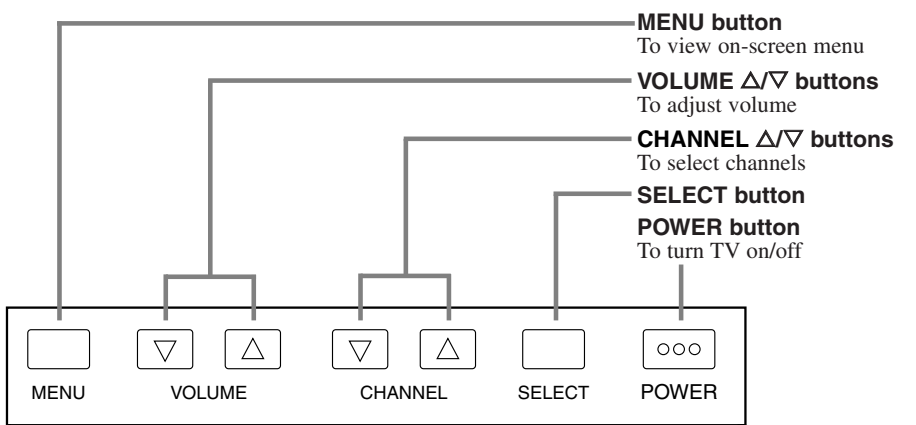 MENU button
To view on-screen menu
VOLUME △/▽ buttons
To adjust volume
CHANNEL △/▽ buttons
To select channels
SELECT button
POWER button
To turn TV on/off
MENU
VOLUME
CHANNEL
SELECT
POWER